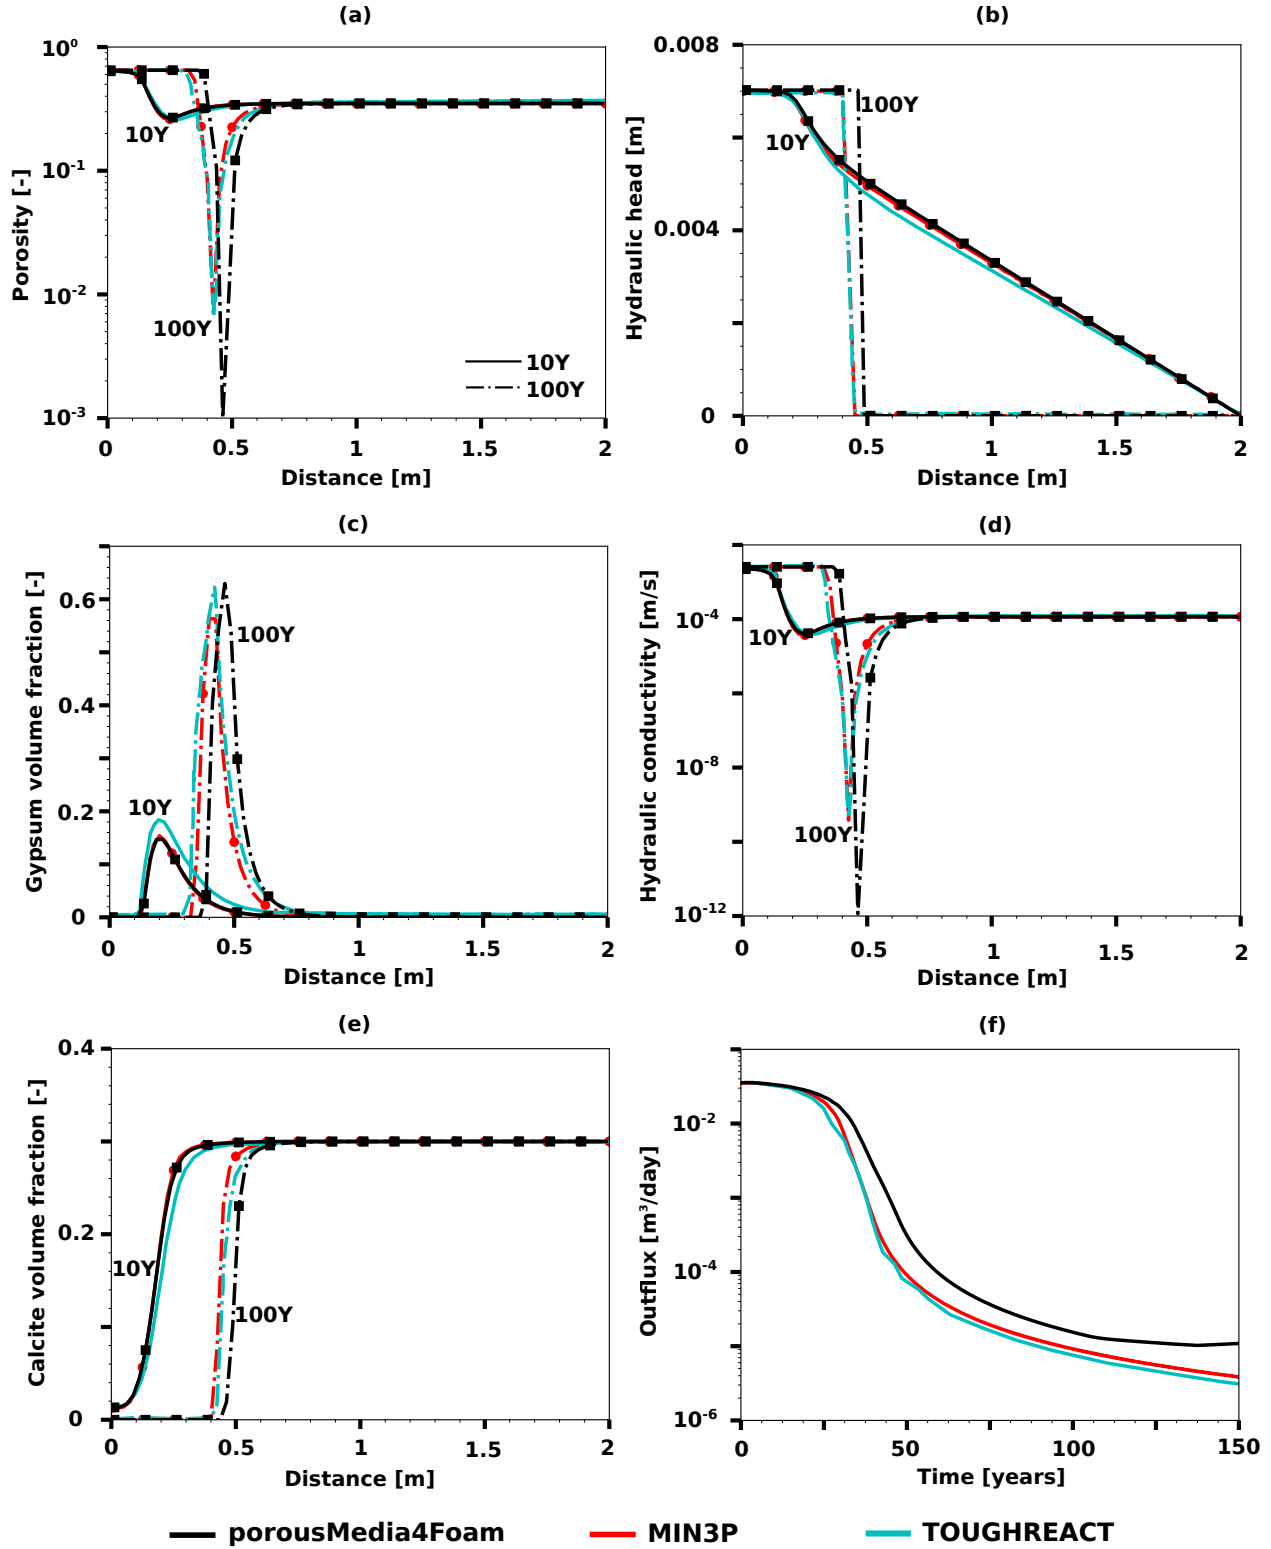 (a)
10⁰
10⁻¹
10⁻²
10⁻³
Porosity [-]
10Y
100Y
10Y
100Y
0 0.5 1 1.5 2
Distance [m]
(b)
0.008
0.004
0
Hydraulic head [m]
100Y
10Y
0 0.5 1 1.5 2
Distance [m]
(c)
0.6
0.4
0.2
0
Gypsum volume fraction [-]
100Y
10Y
0 0.5 1 1.5 2
Distance [m]
(d)
10⁻⁴
10⁻⁸
10⁻¹²
Hydraulic conductivity [m/s]
10Y
100Y
0 0.5 1 1.5 2
Distance [m]
(e)
0.4
0.2
0
Calcite volume fraction [-]
10Y
100Y
0 0.5 1 1.5 2
Distance [m]
(f)
10⁻²
10⁻⁴
10⁻⁶
Outflux [m³/day]
0 50 100 150
Time [years]
porousMedia4Foam MIN3P TOUGHREACT